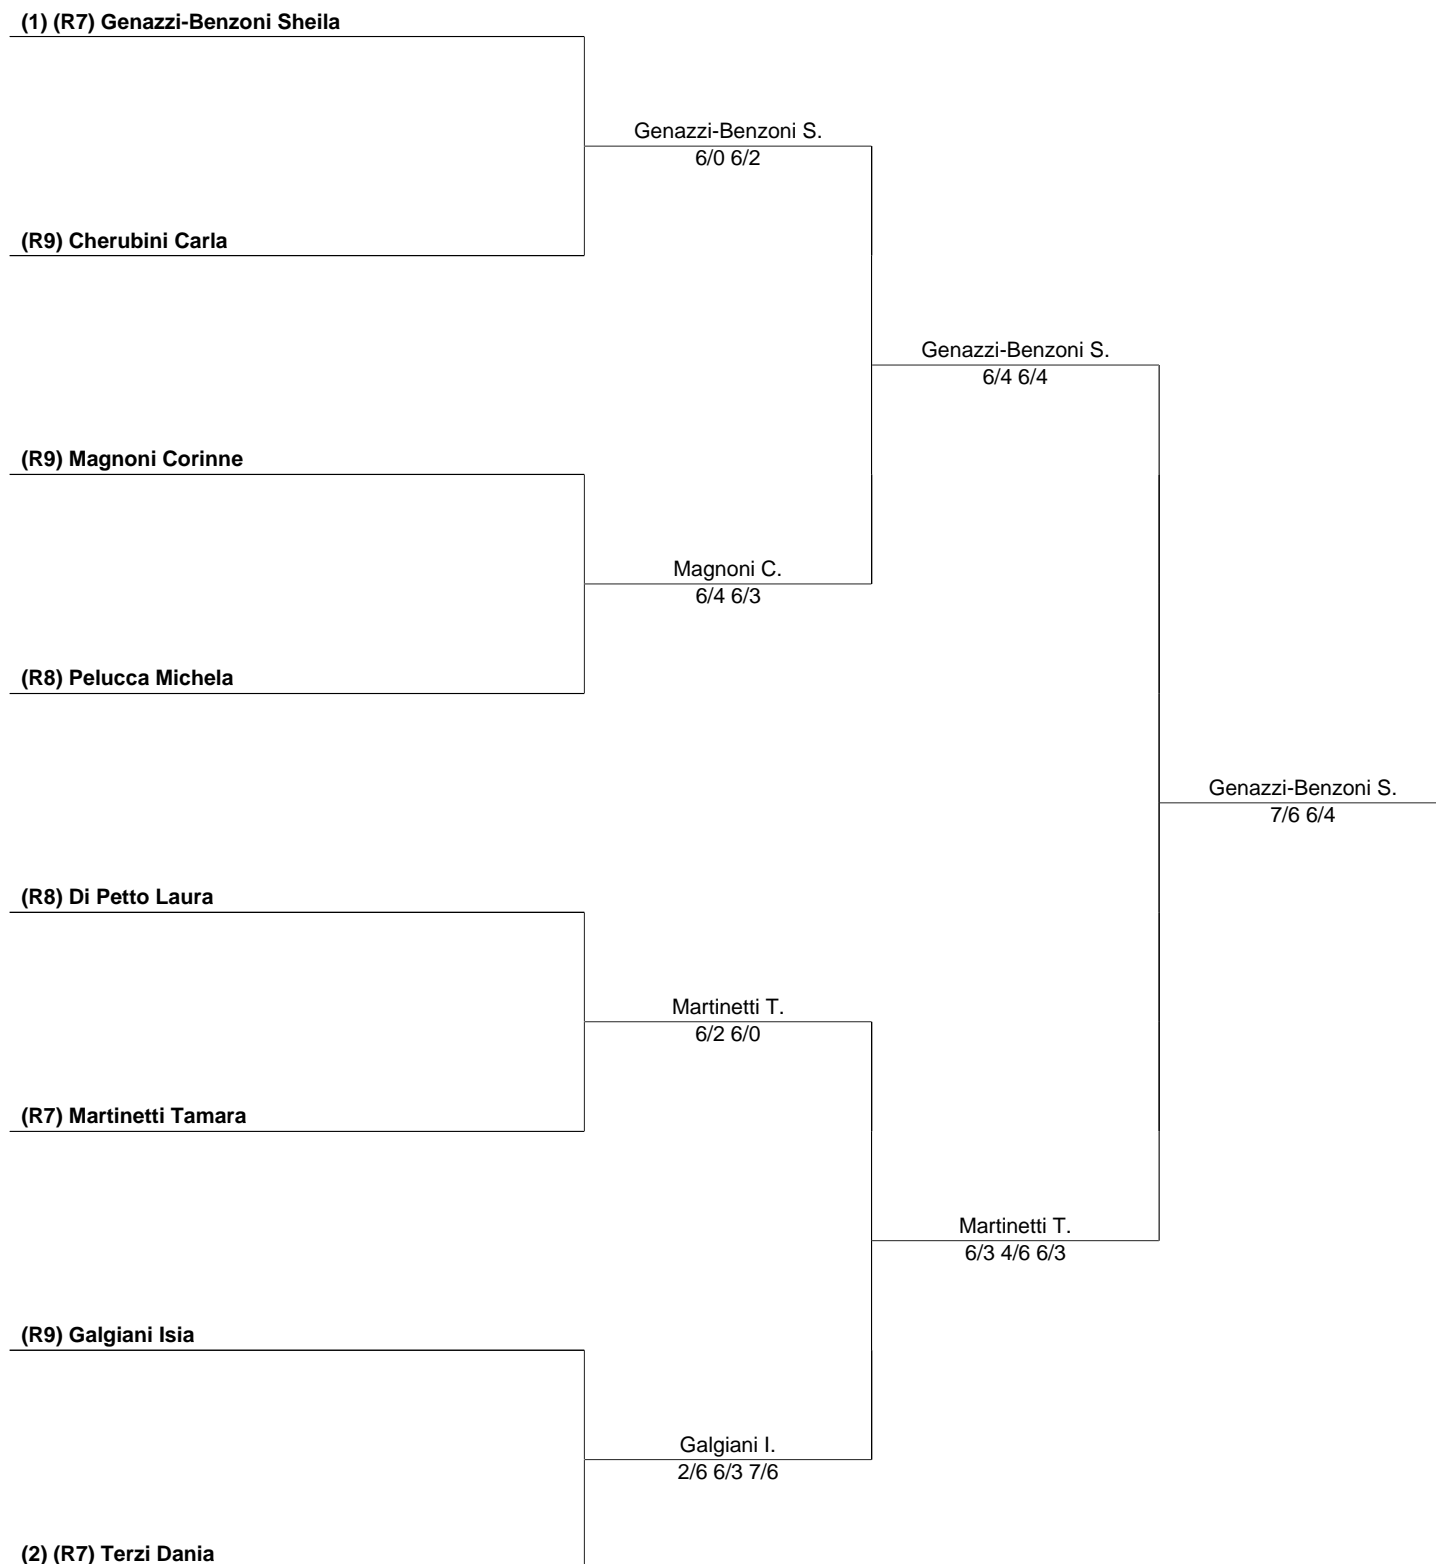 (1) (R7) Genazzi-Benzoni Sheila
Genazzi-Benzoni S.
6/0 6/2
(R9) Cherubini Carla
Genazzi-Benzoni S.
6/4 6/4
(R9) Magnoni Corinne
Magnoni C.
6/4 6/3
(R8) Pelucca Michela
Genazzi-Benzoni S.
7/6 6/4
(R8) Di Petto Laura
Martinetti T.
6/2 6/0
(R7) Martinetti Tamara
Martinetti T.
6/3 4/6 6/3
(R9) Galgiani Isia
Galgiani I.
2/6 6/3 7/6
(2) (R7) Terzi Dania